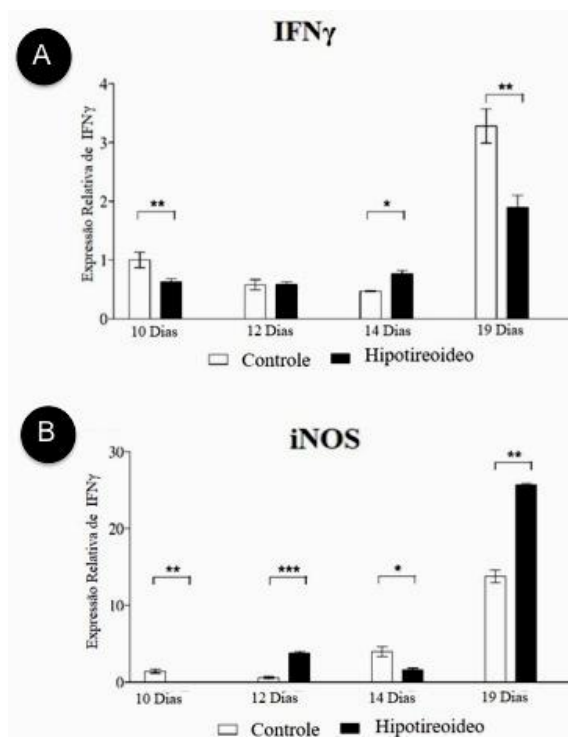 A
IFNγ
Expressão Relativa de IFNγ
4
3
2
1
0
**
*
**
10 Dias 12 Dias 14 Dias 19 Dias
Controle Hipotireoideo
B
iNOS
Expressão Relativa de IFNγ
30
20
10
0
**
***
*
**
10 Dias 12 Dias 14 Dias 19 Dias
Controle Hipotireoideo